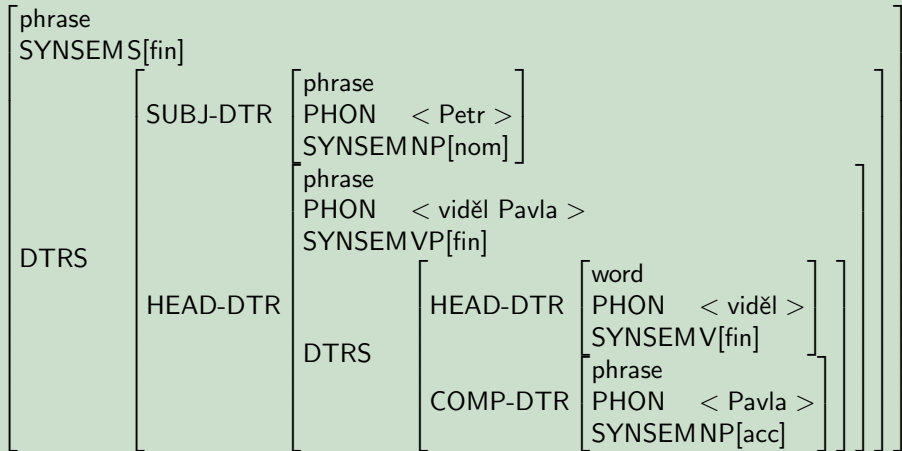 phrase
SYNSEM S[fin]
phrase
SUBJ-DTR PHON < Petr >
SYNSEM NP[nom]
phrase
PHON < viděl Pavla >
SYNSEM VP[fin]
DTRS
word
HEAD-DTR HEAD-DTR PHON < viděl >
SYNSEM V[fin]
DTRS
phrase
COMP-DTR PHON < Pavla >
SYNSEM NP[acc]